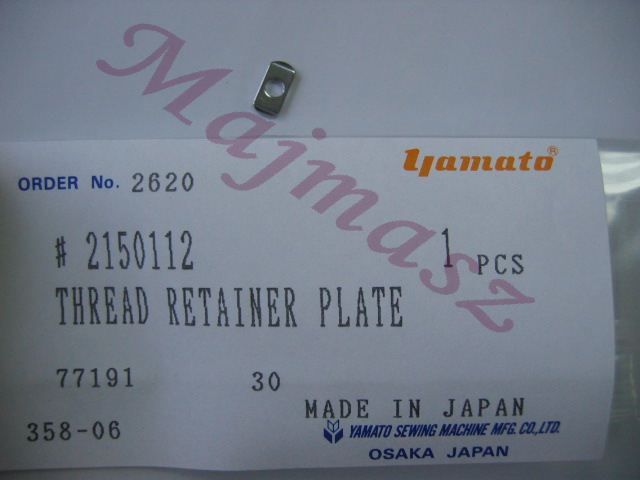 Majmasz
yamato®
ORDER No. 2620
# 2150112 1 PCS
THREAD RETAINER PLATE
77191 30
MADE IN JAPAN
358-06 YAMATO SEWING MACHINE MFG. CO., LTD.
OSAKA JAPAN